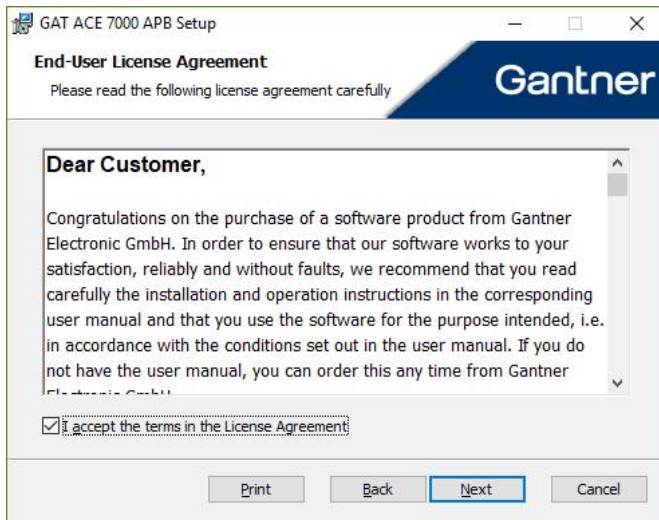 GAT ACE 7000 APB Setup
End-User License Agreement
Please read the following license agreement carefully
Gantner
Dear Customer,
Congratulations on the purchase of a software product from Gantner
Electronic GmbH. In order to ensure that our software works to your
satisfaction, reliably and without faults, we recommend that you read
carefully the installation and operation instructions in the corresponding
user manual and that you use the software for the purpose intended, i.e.
in accordance with the conditions set out in the user manual. If you do
not have the user manual, you can order this any time from Gantner
Electronic GmbH
I accept the terms in the License Agreement
Print
Back
Next
Cancel